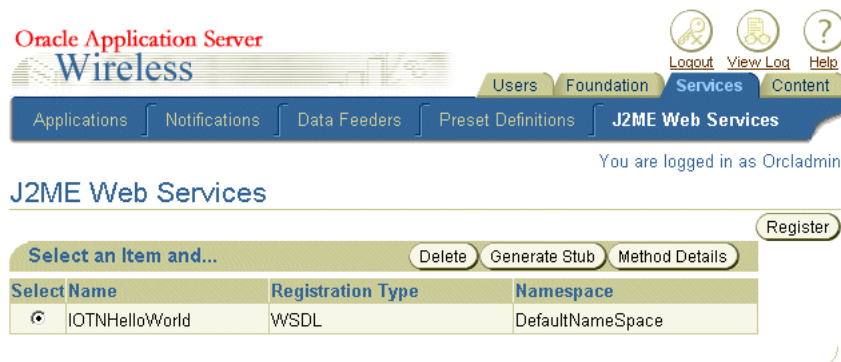 Oracle Application Server
Wireless
Logout View Log Help
Users Foundation Services Content
Applications Notifications Data Feeders Preset Definitions J2ME Web Services
You are logged in as Orcladmin
J2ME Web Services
Register
Select an Item and... Delete Generate Stub Method Details
Select Name Registration Type Namespace
IOTNHelloWorld WSDL DefaultNameSpace